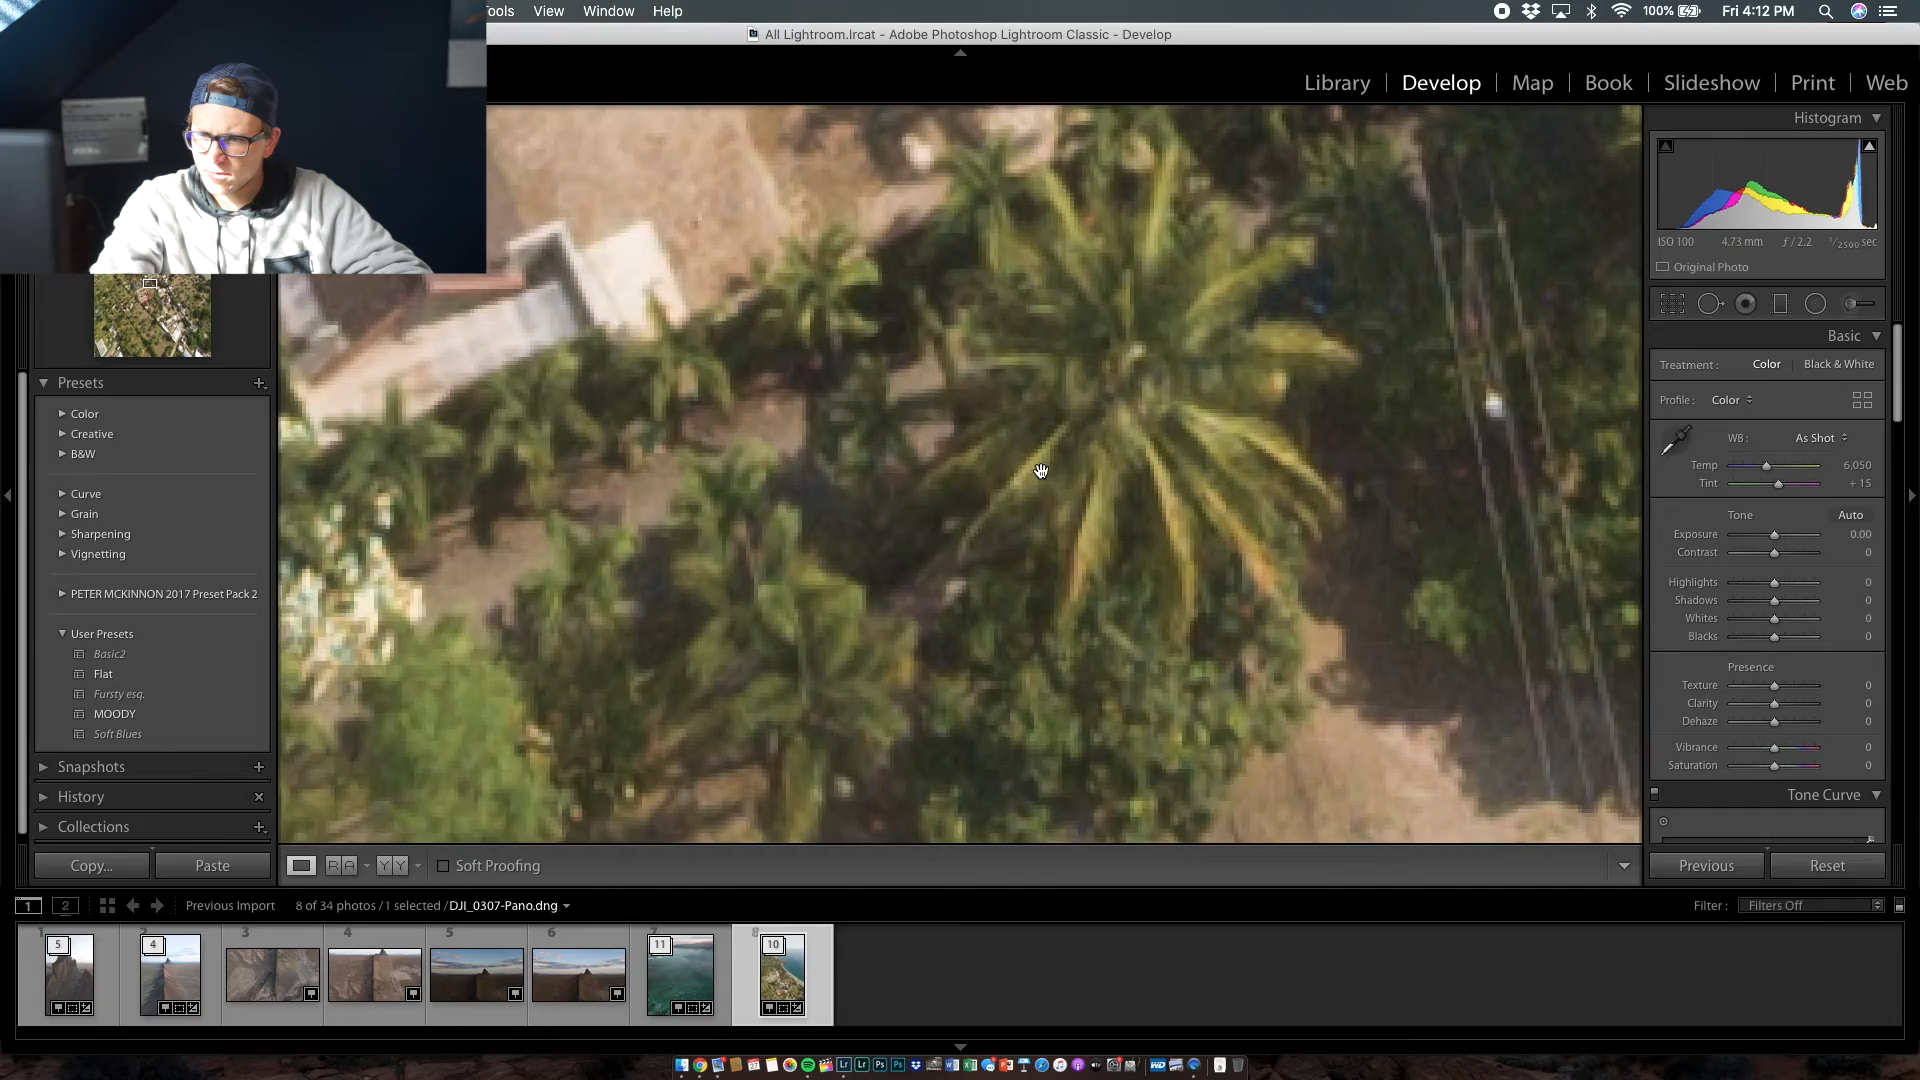 ools View Window Help 100% Fri 4:12 PM
All Lightroom.lrcat - Adobe Photoshop Lightroom Classic - Develop
Library | Develop | Map | Book | Slideshow | Print | Web
Histogram
ISO 100 4.73 mm ƒ / 2.2 1/2500 sec
Original Photo
Basic
Treatment : Color Black & White
Profile : Color
WB : As Shot
Temp 6,050
Tint + 15
Tone Auto
Exposure 0.00
Contrast 0
Highlights 0
Shadows 0
Whites 0
Blacks 0
Presence
Texture 0
Clarity 0
Dehaze 0
Vibrance 0
Saturation 0
Tone Curve
Previous Reset
Presets +
Color
Creative
B&W
Curve
Grain
Sharpening
Vignetting
PETER MCKINNON 2017 Preset Pack 2
User Presets
Basic2
Flat
Fursty esq.
MOODY
Soft Blues
Snapshots +
History ×
Collections +
Copy... Paste
R A Y Y Soft Proofing
1 2 Previous Import 8 of 34 photos / 1 selected / DJI_0307-Pano.dng Filter : Filters Off
1 2 3 4 5 6 7 8
5 4 11 10